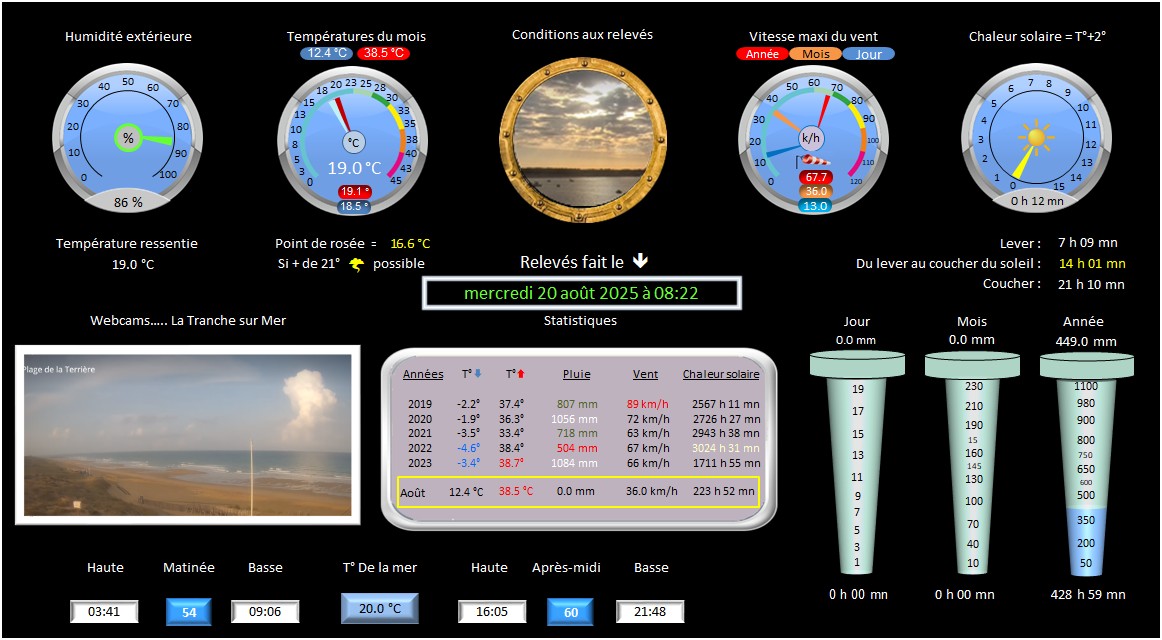 Humidité extérieure
Températures du mois
Conditions aux relevés
Vitesse maxi du vent
Chaleur solaire = T°+2°
12.4 °C 38.5 °C
Année Mois Jour
0 10 20 30 40 50 60 70 80 90 100
%
86 %
0 3 5 8 10 13 15 18 20 23 25 28 30 33 35 38 40 43 45
°C
19.0 °C
19.1 °
18.5 °
0 10 20 30 40 50 60 70 80 90 100 110 120
k/h
67.7
36.0
13.0
0 1 2 3 4 5 6 7 8 9 10 11 12 13 14 15
0 h 12 mn
Température ressentie
19.0 °C
Point de rosée = 16.6 °C
Si + de 21° possible
Relevés fait le
mercredi 20 août 2025 à 08:22
Lever : 7 h 09 mn
Du lever au coucher du soleil : 14 h 01 mn
Coucher : 21 h 10 mn
Webcams..... La Tranche sur Mer
Plage de la Terrière
Statistiques
Années T° T° Pluie Vent Chaleur solaire
2019 -2.2° 37.4° 807 mm 89 km/h 2567 h 11 mn
2020 -1.9° 36.3° 1056 mm 72 km/h 2726 h 27 mn
2021 -3.5° 33.4° 718 mm 63 km/h 2943 h 38 mn
2022 -4.6° 38.4° 504 mm 67 km/h 3024 h 31 mn
2023 -3.4° 38.7° 1084 mm 66 km/h 1711 h 55 mn
Août 12.4 °C 38.5 °C 0.0 mm 36.0 km/h 223 h 52 mn
Jour
0.0 mm
19
17
15
13
11
9
7
5
3
1
0 h 00 mn
Mois
0.0 mm
230
210
190
15
160
145
130
100
70
40
10
0 h 00 mn
Année
449.0 mm
1100
980
900
800
750
650
600
500
350
200
50
428 h 59 mn
Haute Matinée Basse T° De la mer Haute Après-midi Basse
03:41 54 09:06 20.0 °C 16:05 60 21:48